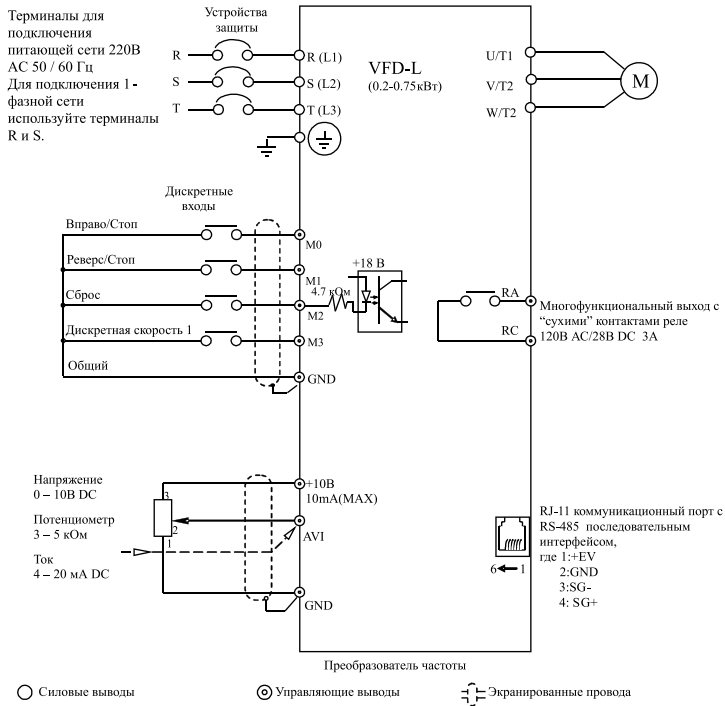 Терминалы для
подключения
питающей сети 220В
AC 50 / 60 Гц
Для подключения 1 -
фазной сети
используйте терминалы
R и S.
Устройства
защиты
R
S
T
R (L1)
S (L2)
T (L3)
VFD-L
(0.2-0.75кВт)
U/T1
V/T2
W/T2
M
Дискретные
входы
Вправо/Стоп
M0
Реверс/Стоп
M1
+18 В
4.7 кОм
Сброс
M2
Дискретная скорость 1
M3
Общий
GND
RA
RC
Многофункциональный выход с
“сухими” контактами реле
120В AC/28В DC 3А
Напряжение
0 – 10В DC
Потенциометр
3 – 5 кОм
Ток
4 – 20 мА DC
3
2
1
+10В
10mA(MAX)
AVI
GND
6
1
RJ-11 коммуникационный порт с
RS-485 последовательным
интерфейсом,
где 1:+EV
2:GND
3:SG-
4: SG+
Преобразователь частоты
Силовые выводы
Управляющие выводы
Экранированные провода